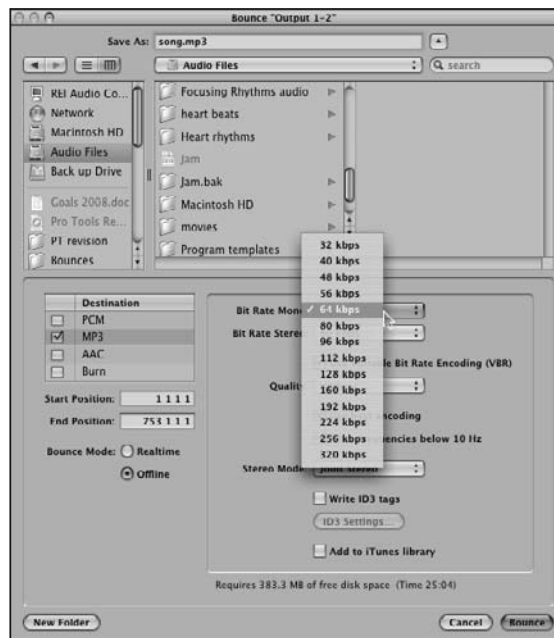 Bounce "Output 1-2"
Save As: song.mp3
Audio Files
search
REI Audio Co...
Network
Macintosh HD
Audio Files
Back up Drive
Goals 2008.doc
Pro Tools Re...
PT revision
Bounces
Focusing Rhythms audio
heart beats
Heart rhythms
Jam
Jam.bak
Macintosh HD
movies
Program templates
Destination
PCM
MP3
AAC
Burn
Start Position: 1 1 1 1
End Position: 753 1 1 1
Bounce Mode: Realtime
Offline
32 kbps
40 kbps
48 kbps
56 kbps
Bit Rate Mono ✓ 64 kbps
Bit Rate Stereo 80 kbps
96 kbps
112 kbps
Bit Rate Encoding (VBR)
128 kbps
Quality 160 kbps
192 kbps
encoding
224 kbps
256 kbps
below 10 Hz
320 kbps
Stereo Mode: Joint Stereo
Write ID3 tags
ID3 Settings...
Add to iTunes library
Requires 383.3 MB of free disk space (Time 25:04)
New Folder
Cancel
Bounce